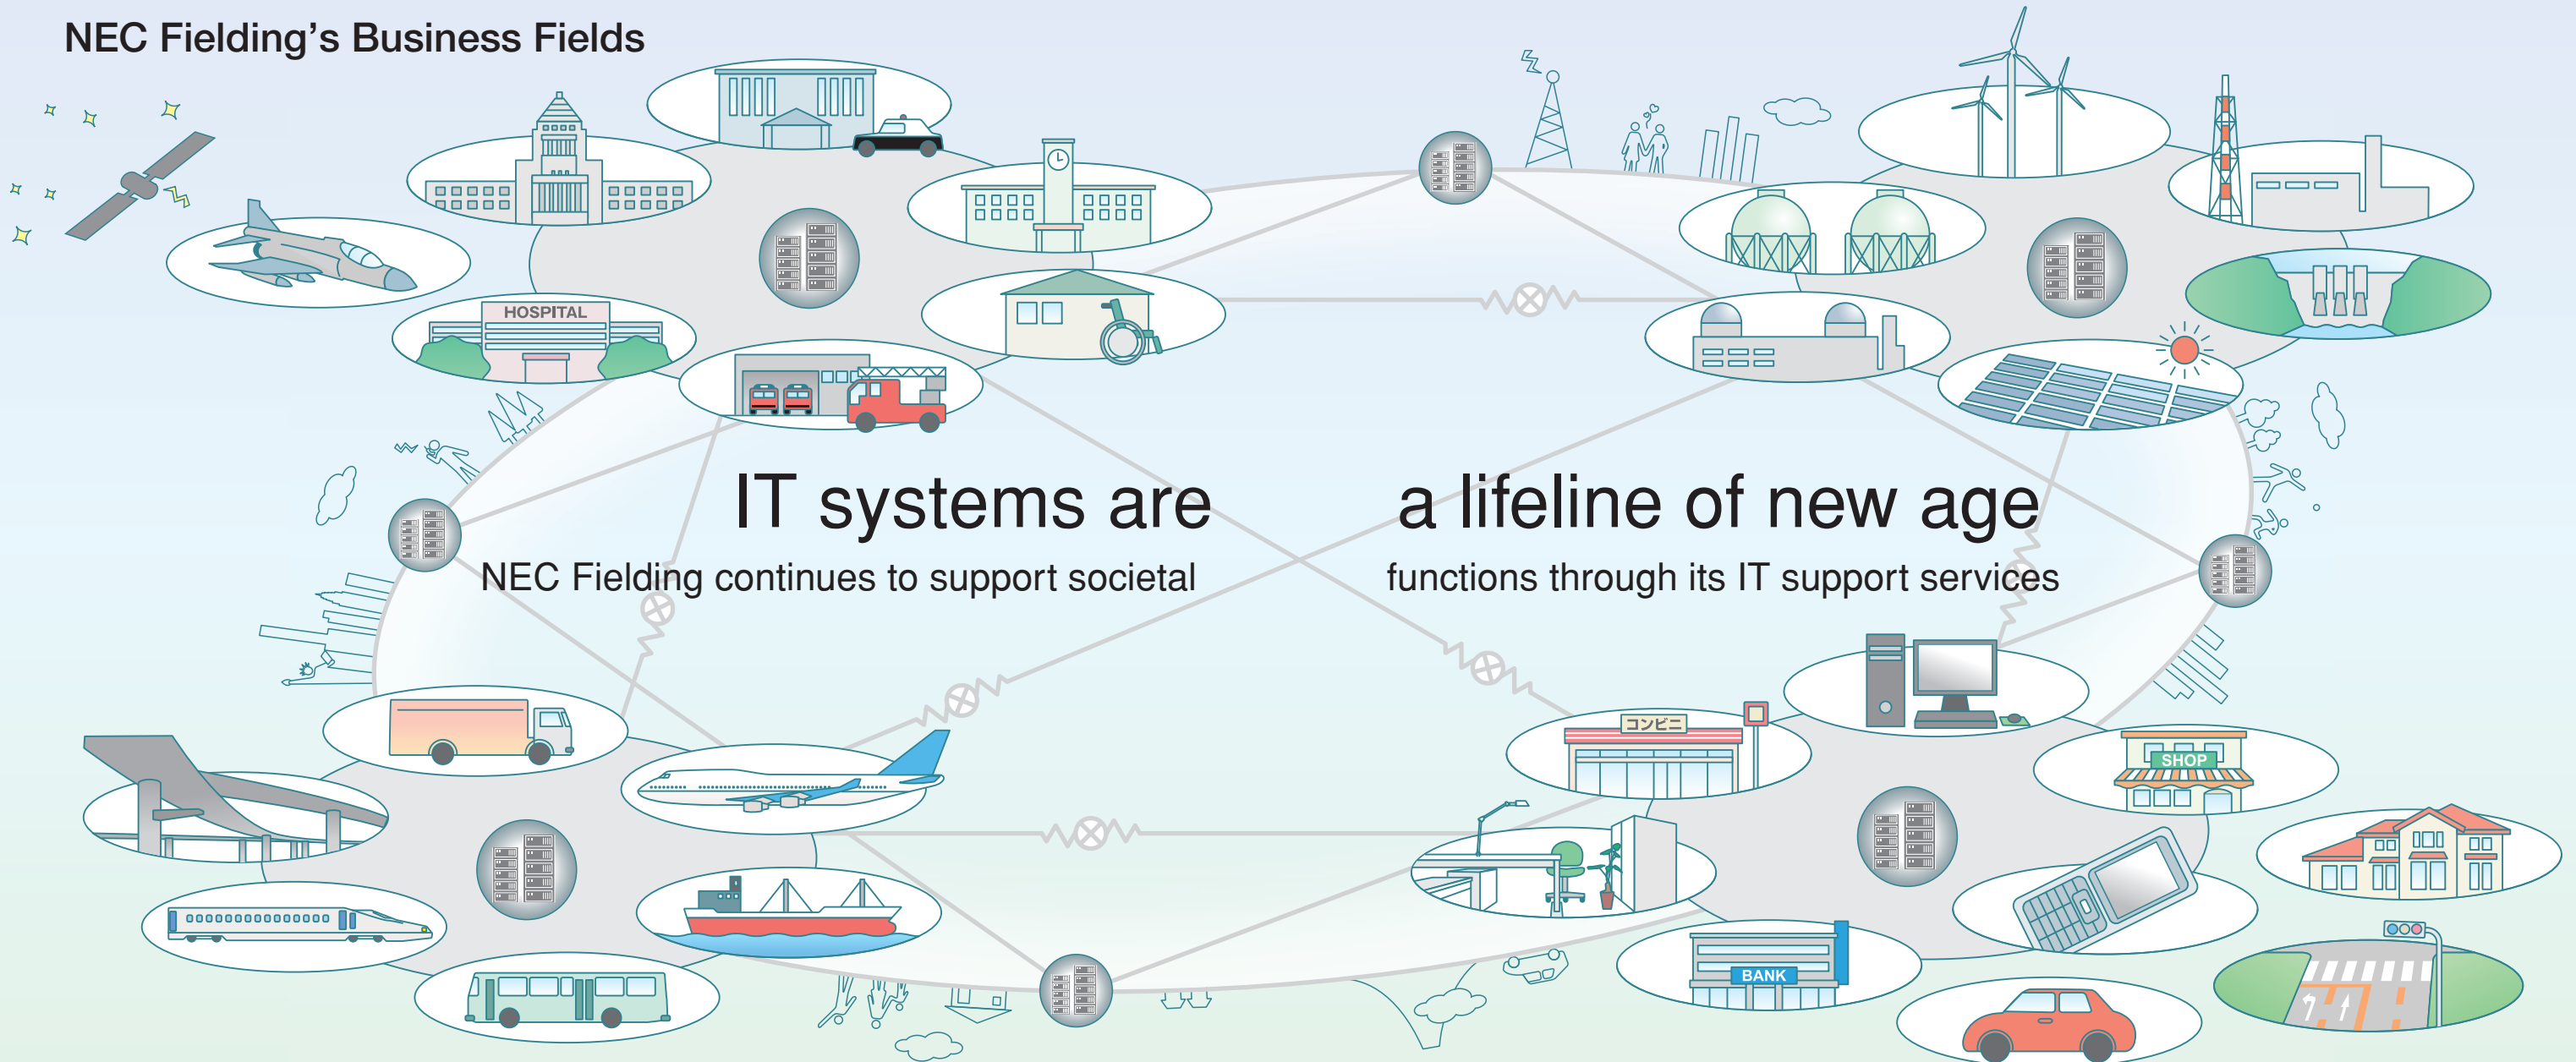 NEC Fielding's Business Fields
HOSPITAL
IT systems are a lifeline of new age
NEC Fielding continues to support societal functions through its IT support services
コンビニ
SHOP
BANK